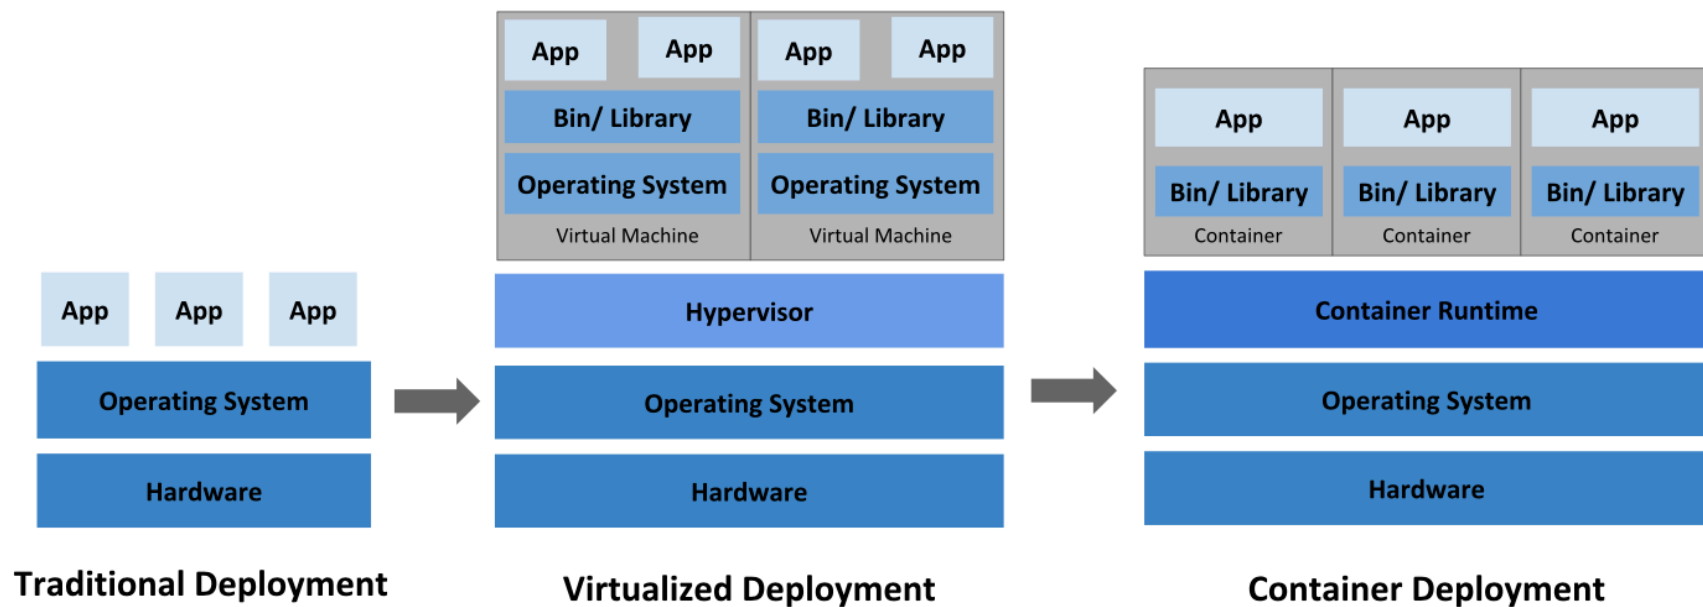 App
App
App
Operating System
Hardware
Traditional Deployment
App
App
Bin/ Library
Operating System
Virtual Machine
App
App
Bin/ Library
Operating System
Virtual Machine
Hypervisor
Operating System
Hardware
Virtualized Deployment
App
Bin/ Library
Container
App
Bin/ Library
Container
App
Bin/ Library
Container
Container Runtime
Operating System
Hardware
Container Deployment